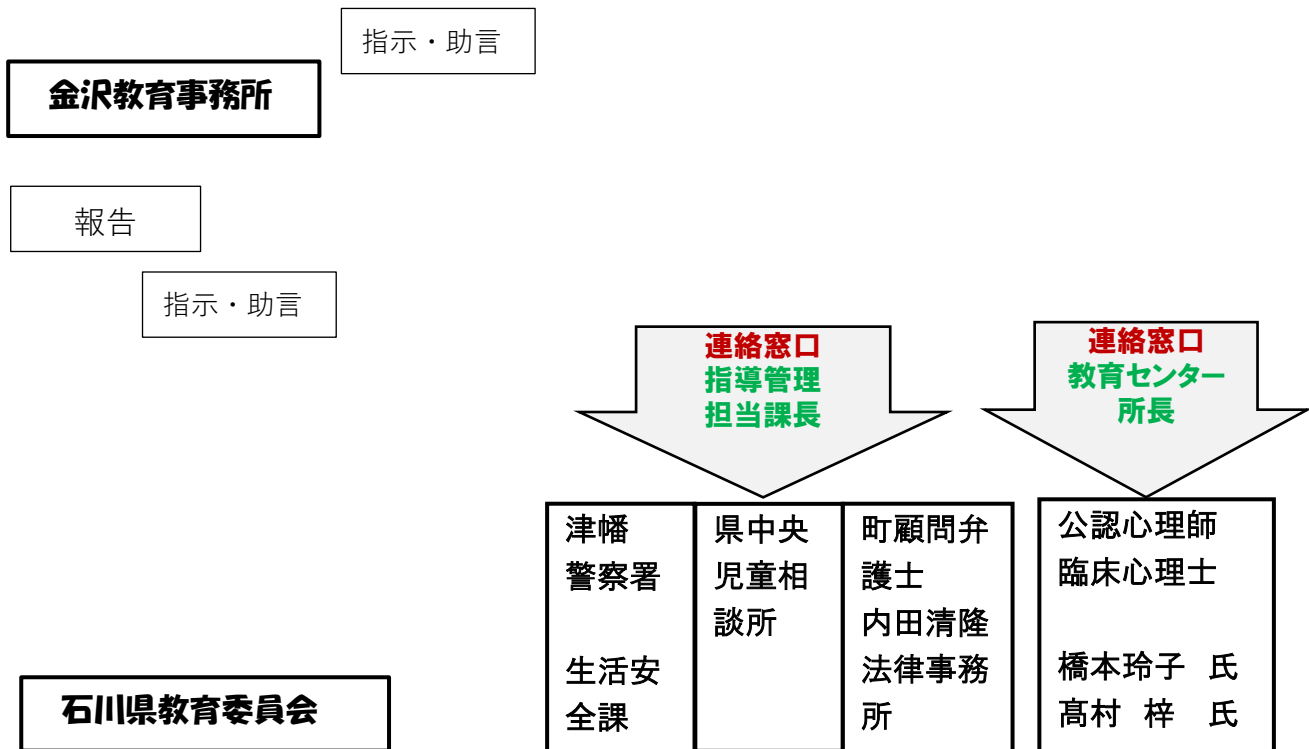 指示・助言
金沢教育事務所
報告
指示・助言
連絡窓口
指導管理
担当課長
連絡窓口
教育センター
所長
津幡
警察署
生活安
全課
県中央
児童相
談所
町顧問弁
護士
内田清隆
法律事務
所
公認心理師
臨床心理士
橋本玲子 氏
髙村 梓 氏
石川県教育委員会